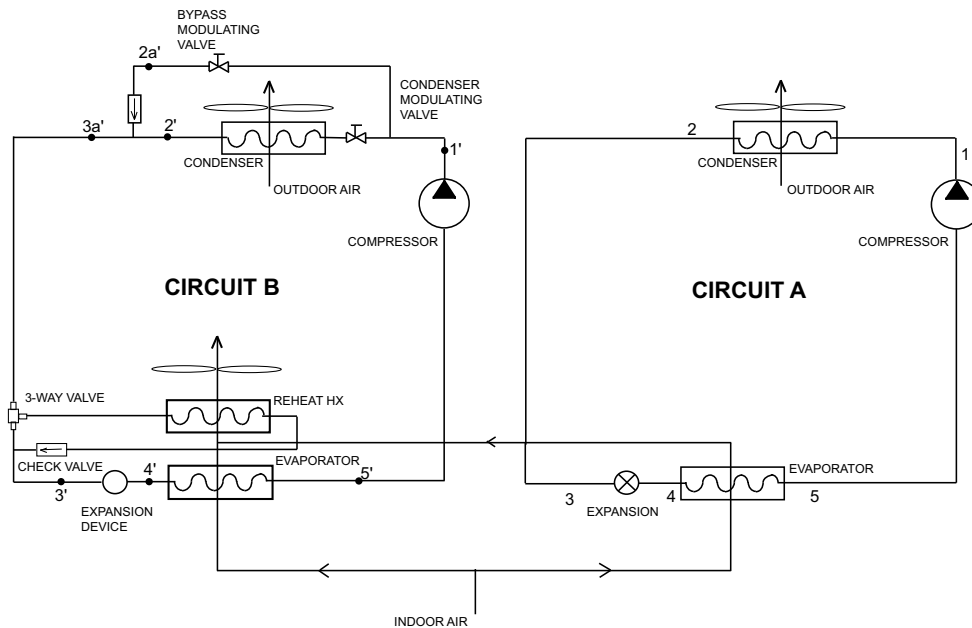 BYPASS
MODULATING
VALVE
2a'
CONDENSER
MODULATING
VALVE
3a'
2'
CONDENSER
1'
OUTDOOR AIR
COMPRESSOR
CIRCUIT B
2
CONDENSER
1
OUTDOOR AIR
COMPRESSOR
CIRCUIT A
3-WAY VALVE
REHEAT HX
CHECK VALVE
EVAPORATOR
3'
4'
5'
EXPANSION
DEVICE
EVAPORATOR
3
4
5
EXPANSION
INDOOR AIR